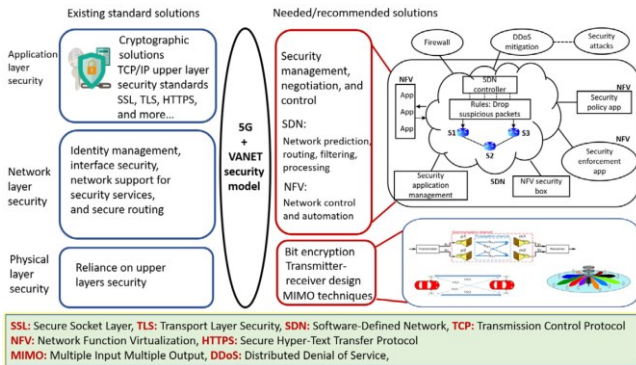 Existing standard solutions
Needed/recommended solutions
Application
layer
security
Cryptographic
solutions
TCP/IP upper layer
security standards
SSL, TLS, HTTPS,
and more...
Network
layer
security
Identity management,
interface security,
network support for
security services,
and secure routing
Physical
layer
security
Reliance on upper
layers security
5G
+
VANET
security
model
Security
management,
negotiation, and
control
SDN:
Network prediction,
routing, filtering,
processing
NFV:
Network control
and automation
Bit encryption
Transmitter-
receiver design
MIMO techniques
Firewall
DDoS
mitigation
Security
attacks
NFV
App
App
App
SDN
controller
Rules: Drop
suspicious packets
S1
S3
S2
SDN
NFV
Security
policy app
NFV
Security
enforcement
app
Security
application
management
NFV security
box
SSL: Secure Socket Layer, TLS: Transport Layer Security, SDN: Software-Defined Network, TCP: Transmission Control Protocol
NFV: Network Function Virtualization, HTTPS: Secure Hyper-Text Transfer Protocol
MIMO: Multiple Input Multiple Output, DDoS: Distributed Denial of Service,